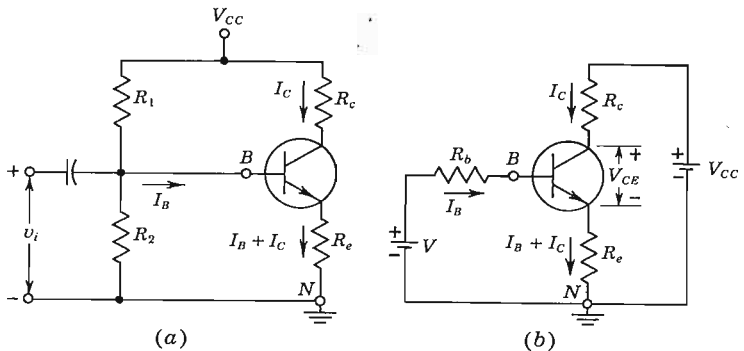 V_CC
R_1
I_C
R_c
+
B
I_B
v_i
R_2
I_B + I_C
R_e
−
N
(a)
I_C
R_c
R_b
B
+
V_CE
−
+
−
V_CC
I_B
+
−
V
I_B + I_C
R_e
N
(b)